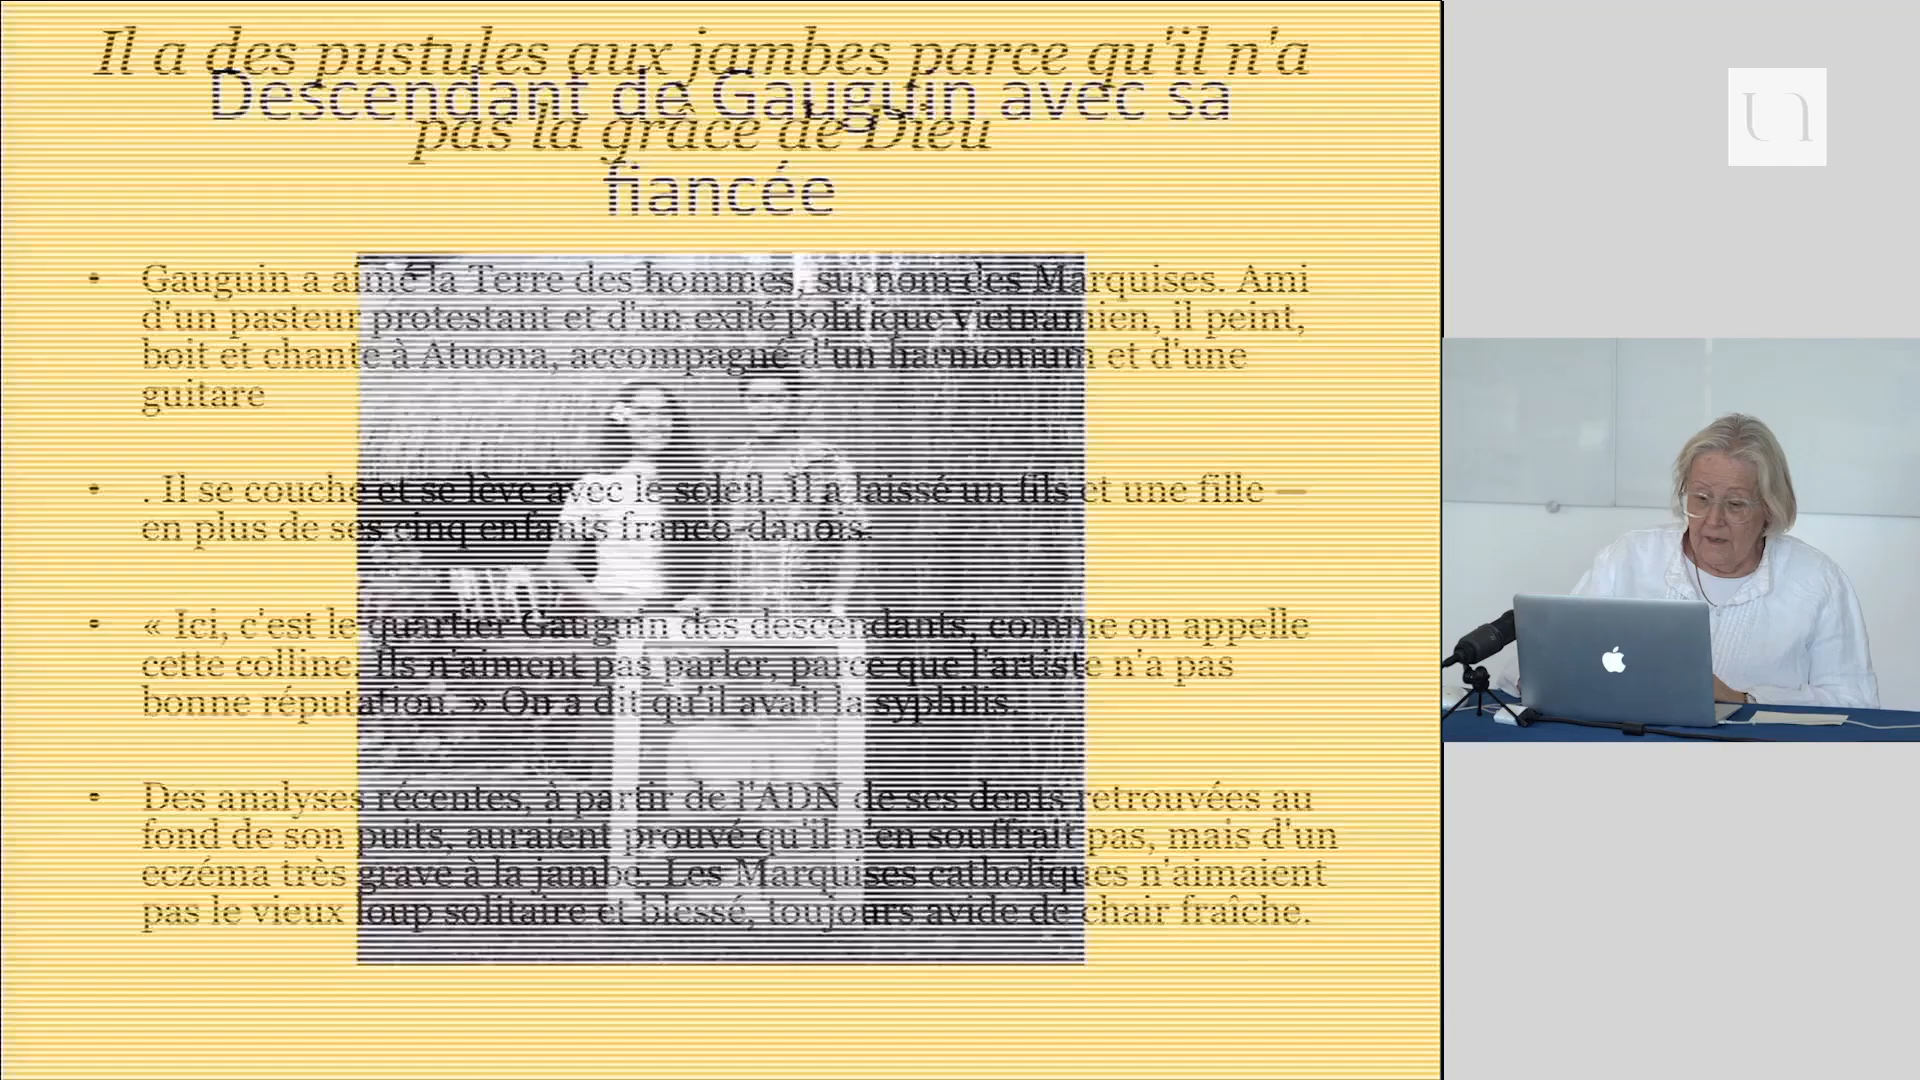 Il a des pustules aux jambes parce qu'il n'a
pas la grâce de Dieu
Descendant de Gauguin avec sa
fiancée
• Gauguin a aimé la Terre des hommes, surnom des Marquises. Ami
d'un pasteur protestant et d'un exilé politique vietnamien, il peint,
boit et chante à Atuona, accompagné d'un harmonium et d'une
guitare
• . Il se couche et se lève avec le soleil. Il a laissé un fils et une fille —
en plus de ses cinq enfants franco-danois.
• « Ici, c'est le quartier Gauguin des descendants, comme on appelle
cette colline. Ils n'aiment pas parler, parce que l'artiste n'a pas
bonne réputation. » On a dit qu'il avait la syphilis.
• Des analyses récentes, à partir de l'ADN de ses dents retrouvées au
fond de son puits, auraient prouvé qu'il n'en souffrait pas, mais d'un
eczéma très grave à la jambe. Les Marquises catholiques n'aimaient
pas le vieux loup solitaire et blessé, toujours avide de chair fraîche.